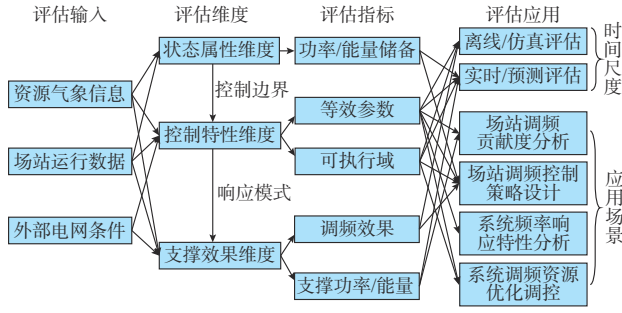 评估输入
评估维度
评估指标
评估应用
资源气象信息
场站运行数据
外部电网条件
状态属性维度
控制边界
控制特性维度
响应模式
支撑效果维度
功率/能量储备
等效参数
可执行域
调频效果
支撑功率/能量
离线/仿真评估
实时/预测评估
场站调频
贡献度分析
场站调频控制
策略设计
系统频率响
应特性分析
系统调频资源
优化调控
时间尺度
应用场景